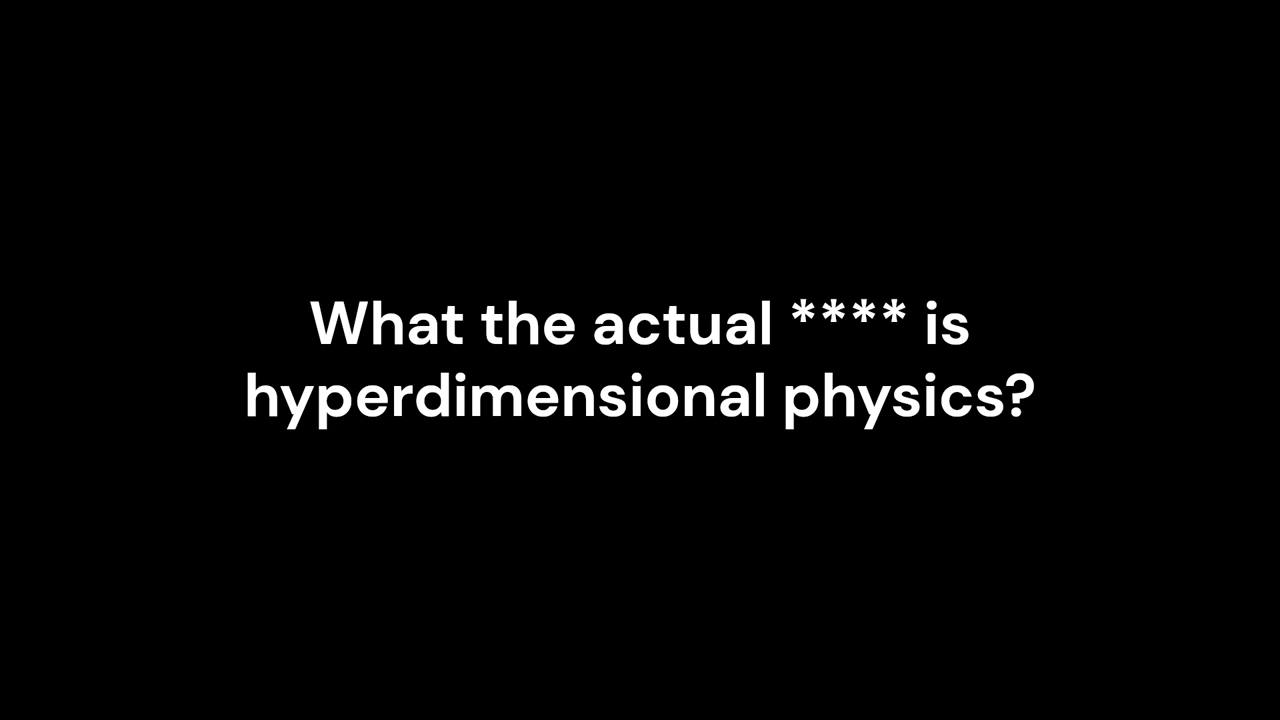 What the actual **** is
hyperdimensional physics?